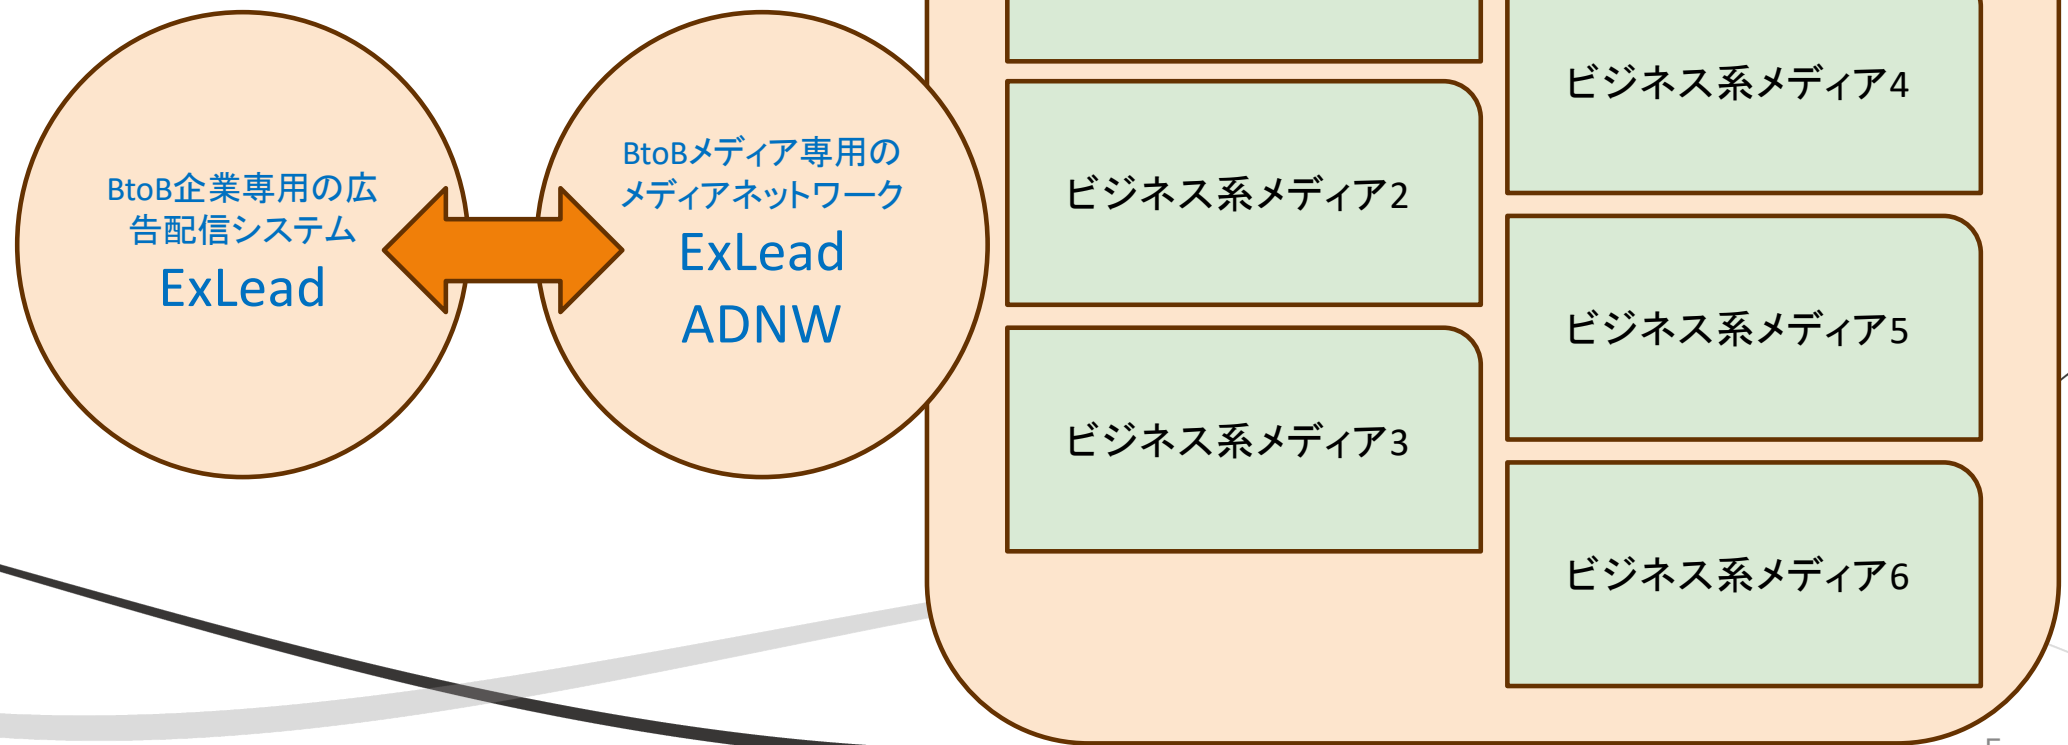 BtoB企業専用の広
告配信システム
ExLead
BtoBメディア専用の
メディアネットワーク
ExLead
ADNW
ビジネス系メディア2
ビジネス系メディア3
ビジネス系メディア4
ビジネス系メディア5
ビジネス系メディア6